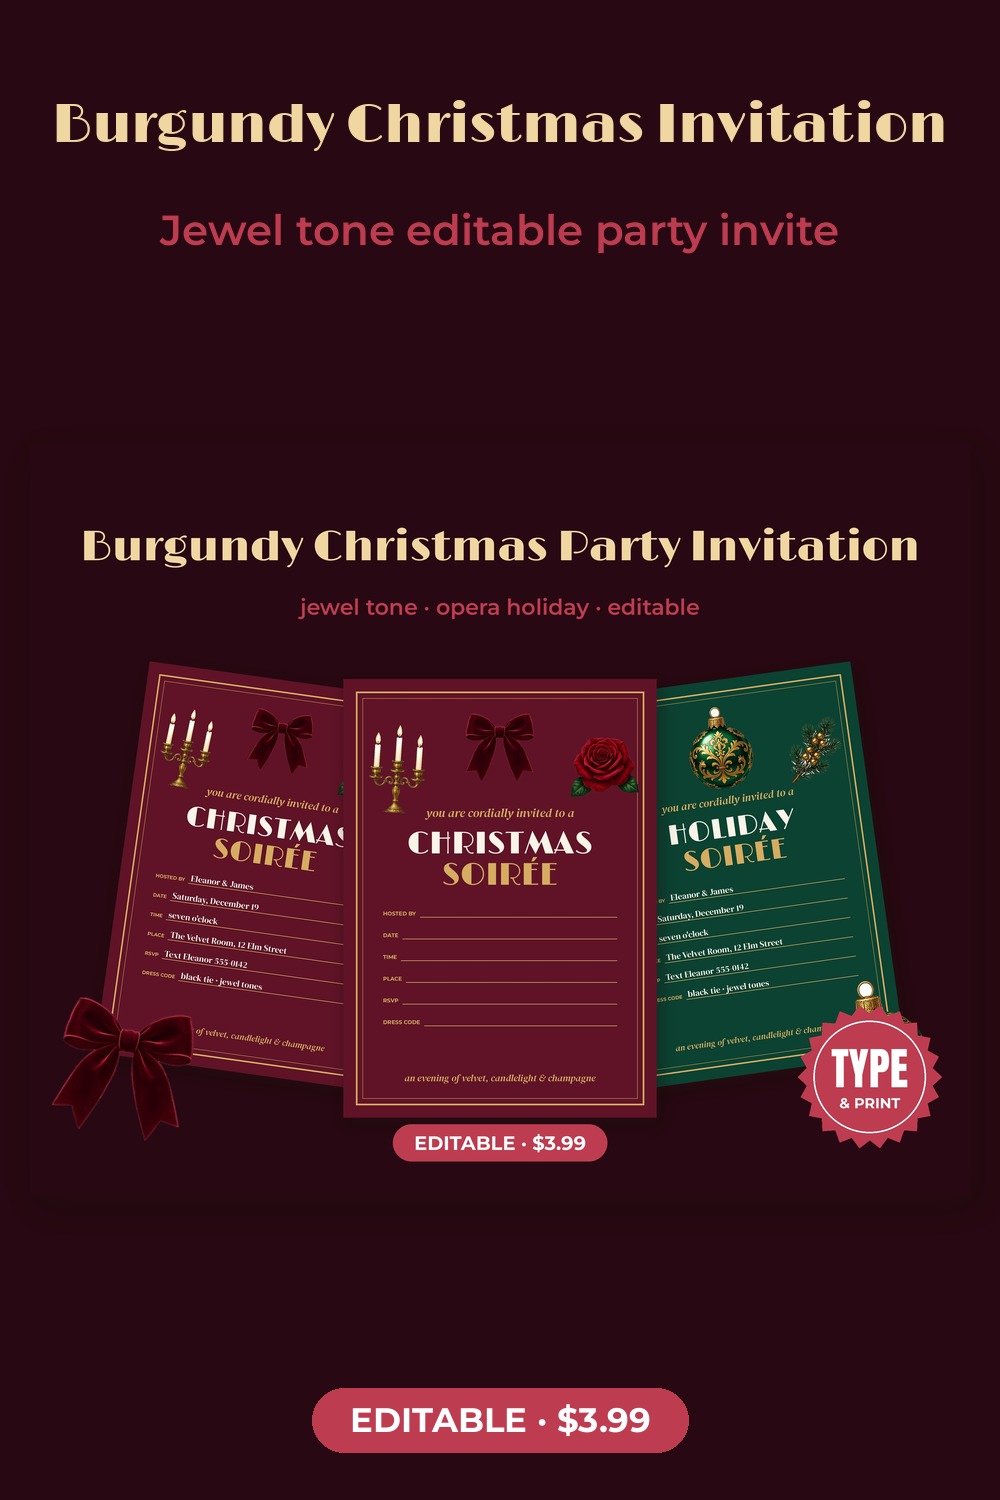 Burgundy Christmas Invitation
Jewel tone editable party invite
Burgundy Christmas Party Invitation
jewel tone · opera holiday · editable
you are cordially invited to a
CHRISTMAS
SOIRÉE
HOSTED BY Eleanor & James
DATE Saturday, December 19
TIME seven o'clock
PLACE The Velvet Room, 12 Elm Street
RSVP Text Eleanor 555-0142
DRESS CODE black tie · jewel tones
of velvet, candlelight & champagne
you are cordially invited to a
CHRISTMAS
SOIRÉE
HOSTED BY
DATE
TIME
PLACE
RSVP
DRESS CODE
an evening of velvet, candlelight & champagne
you are cordially invited to a
HOLIDAY
SOIRÉE
BY Eleanor & James
Saturday, December 19
seven o'clock
The Velvet Room, 12 Elm Street
Text Eleanor 555-0142
CODE black tie · jewel tones
an evening of velvet, candlelight &
TYPE
& PRINT
EDITABLE · $3.99
EDITABLE · $3.99